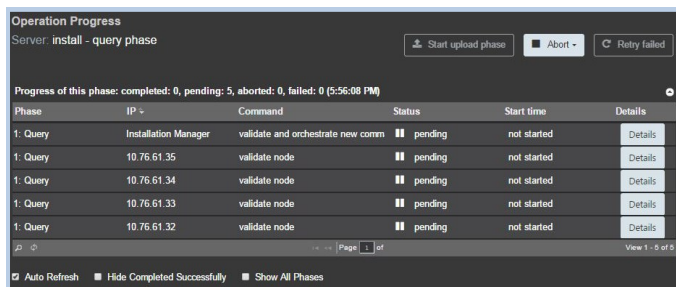 Operation Progress
Server: install - query phase
Start upload phase Abort Retry failed
Progress of this phase: completed: 0, pending: 5, aborted: 0, failed: 0 (5:56:08 PM)
Phase IP Command Status Start time Details
1: Query Installation Manager validate and orchestrate new comm pending not started Details
1: Query 10.76.61.35 validate node pending not started Details
1: Query 10.76.61.34 validate node pending not started Details
1: Query 10.76.61.33 validate node pending not started Details
1: Query 10.76.61.32 validate node pending not started Details
Page 1 of View 1 - 5 of 5
Auto Refresh Hide Completed Successfully Show All Phases